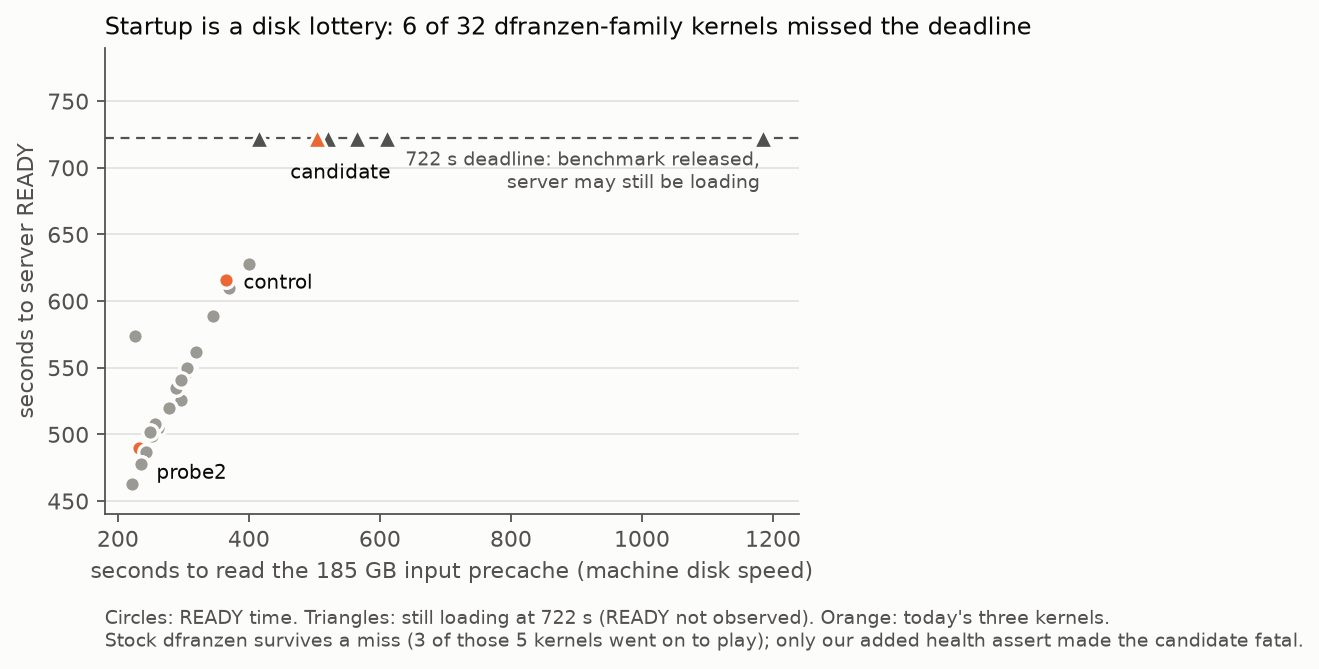 Startup is a disk lottery: 6 of 32 dfranzen-family kernels missed the deadline
seconds to server READY
750
700
650
600
550
500
450
candidate
722 s deadline: benchmark released,
server may still be loading
control
probe2
200 400 600 800 1000 1200
seconds to read the 185 GB input precache (machine disk speed)
Circles: READY time. Triangles: still loading at 722 s (READY not observed). Orange: today's three kernels.
Stock dfranzen survives a miss (3 of those 5 kernels went on to play); only our added health assert made the candidate fatal.